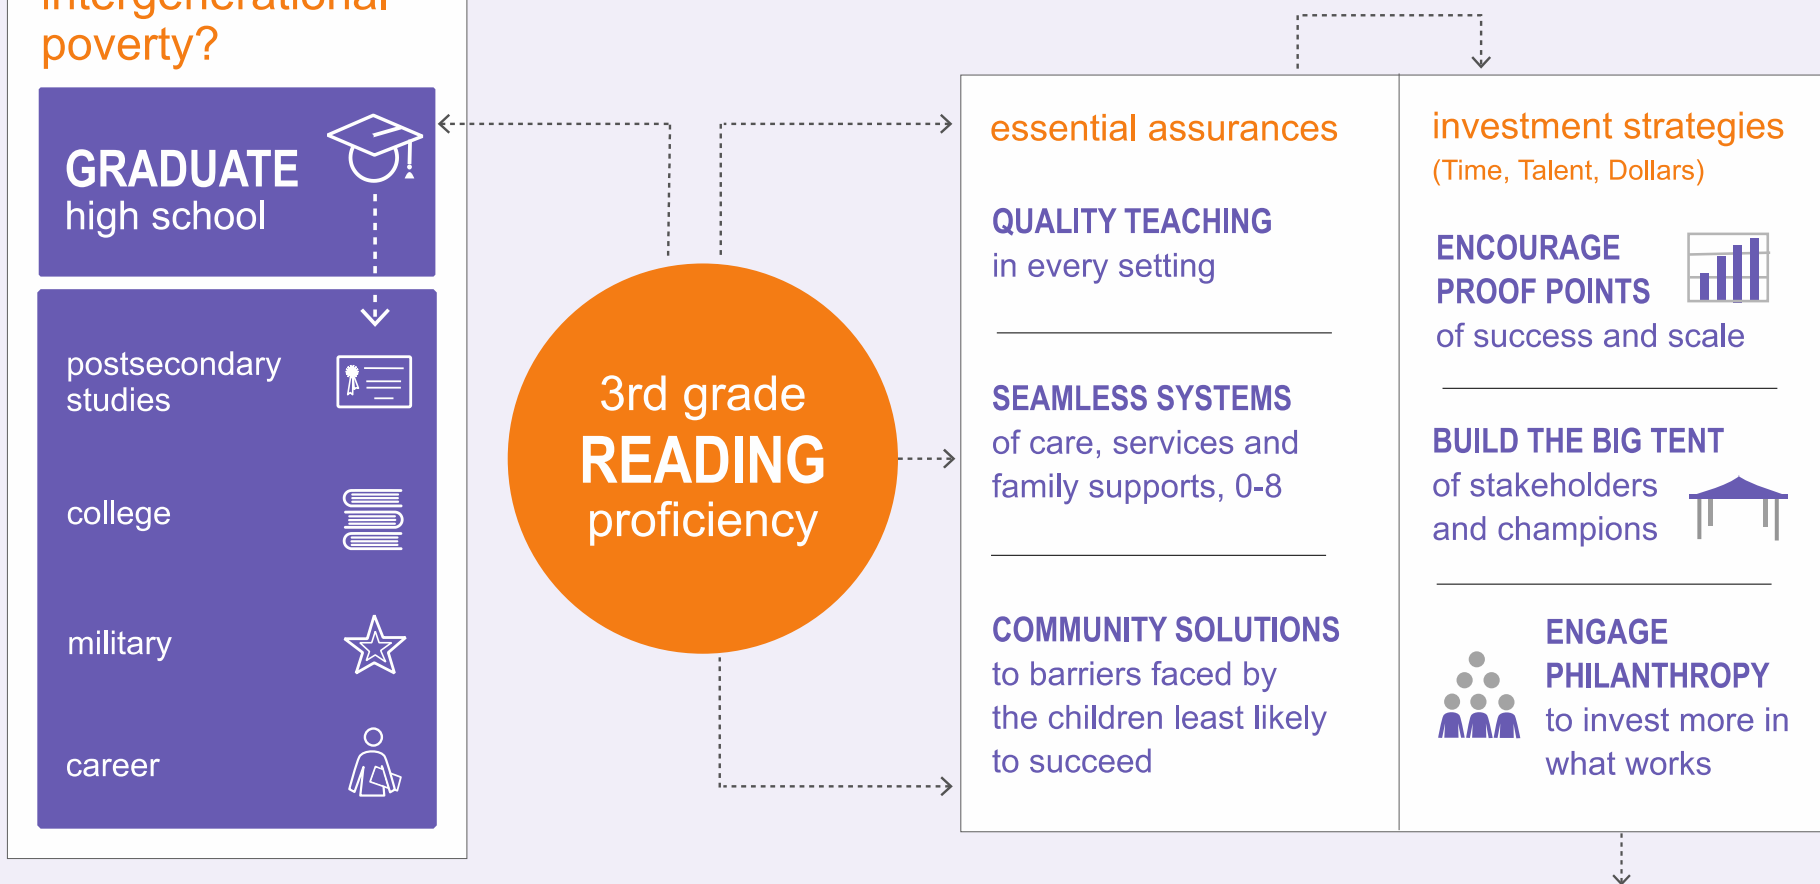 intergenerational
poverty?
GRADUATE
high school
postsecondary
studies
college
military
career
3rd grade
READING
proficiency
essential assurances
QUALITY TEACHING
in every setting
SEAMLESS SYSTEMS
of care, services and
family supports, 0-8
COMMUNITY SOLUTIONS
to barriers faced by
the children least likely
to succeed
investment strategies
(Time, Talent, Dollars)
ENCOURAGE
PROOF POINTS
of success and scale
BUILD THE BIG TENT
of stakeholders
and champions
ENGAGE
PHILANTHROPY
to invest more in
what works